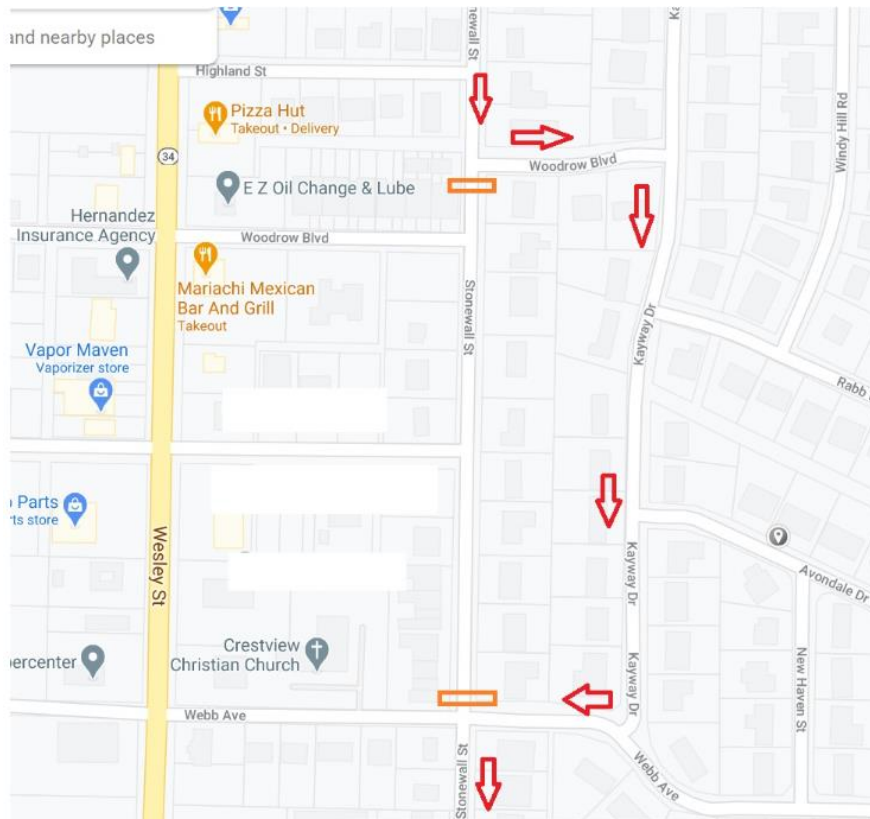 and nearby places
Highland St
Pizza Hut
Takeout • Delivery
34
Woodrow Blvd
E Z Oil Change & Lube
Hernandez
Insurance Agency
Woodrow Blvd
Mariachi Mexican
Bar And Grill
Takeout
Stonewall St
Windy Hill Rd
Kayway Dr
Vapor Maven
Vaporizer store
Rabb
Parts
Wesley St
Kayway Dr
Avondale Dr
Crestview
Christian Church
Kayway Dr
New Haven St
Webb Ave
Webb Ave
Stonewall St